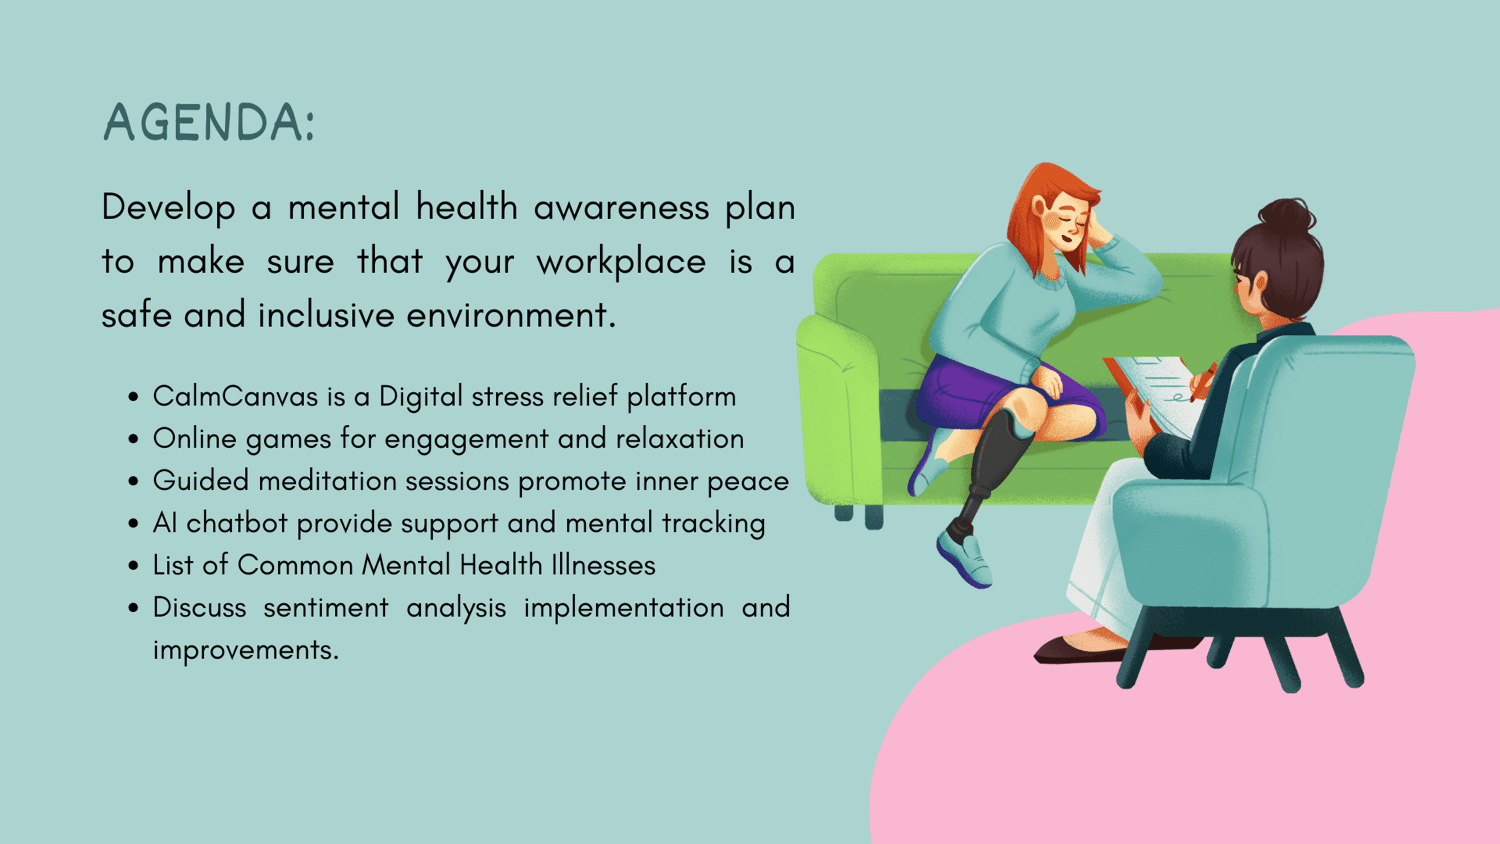 AGENDA:
Develop a mental health awareness plan
to make sure that your workplace is a
safe and inclusive environment.
• CalmCanvas is a Digital stress relief platform
• Online games for engagement and relaxation
• Guided meditation sessions promote inner peace
• AI chatbot provide support and mental tracking
• List of Common Mental Health Illnesses
• Discuss sentiment analysis implementation and
improvements.